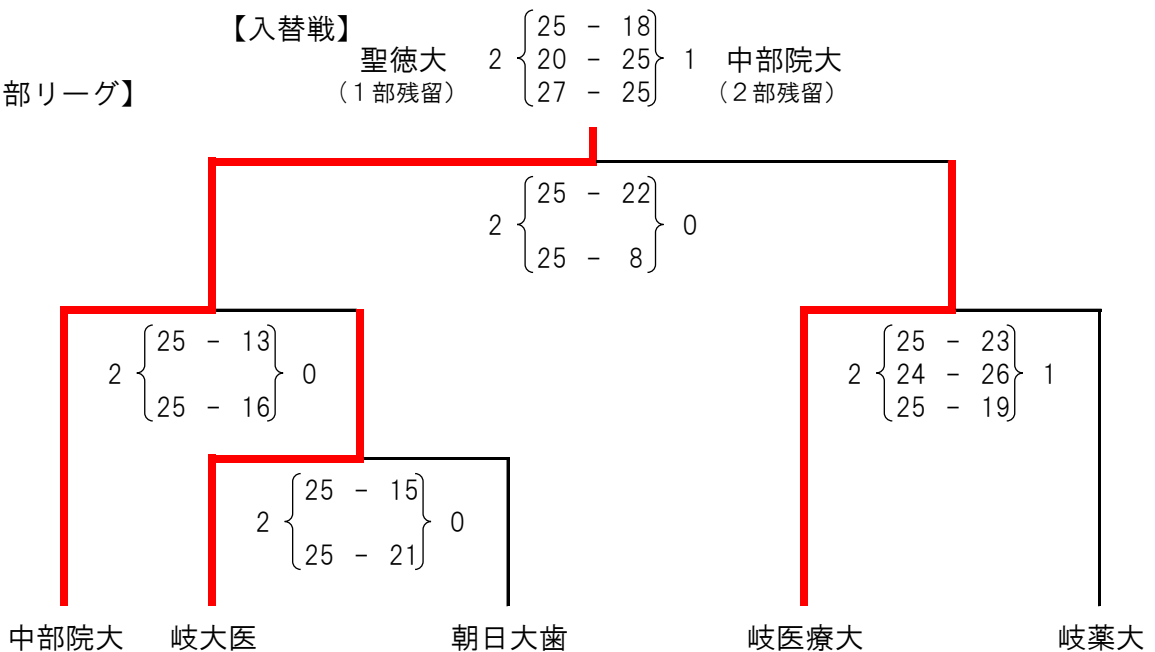 【入替戦】
25 - 18
聖徳大 2 20 - 25 1 中部院大
部リーグ】 （１部残留） 27 - 25 （２部残留）
25 - 22
2 0
25 - 8
25 - 13 25 - 23
2 0 2 24 - 26 1
25 - 16 25 - 19
25 - 15
2 0
25 - 21
中部院大 岐大医 朝日大歯 岐医療大 岐薬大